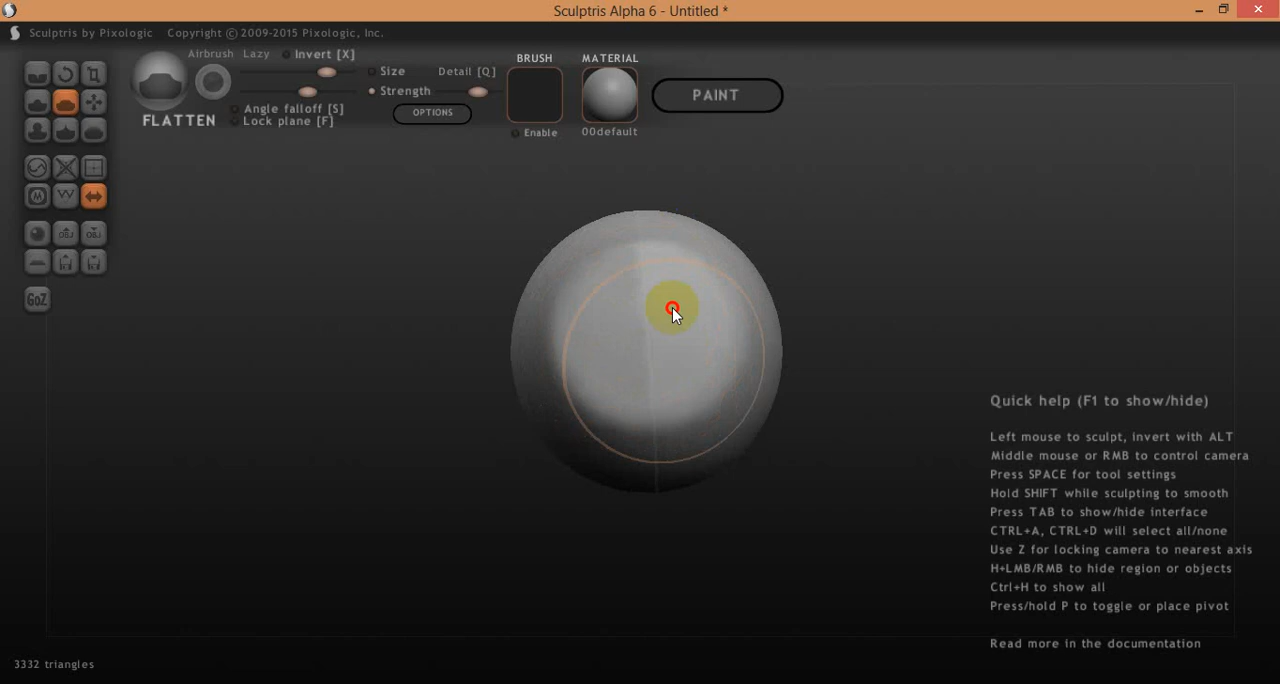 Sculptris Alpha 6 - Untitled *
Sculptris by Pixologic Copyright © 2009-2015 Pixologic, Inc.
Airbrush Lazy Invert [X]
BRUSH MATERIAL
Size Detail [Q]
Strength
PAINT
Angle falloff [S]
OPTIONS
FLATTEN
Lock plane [F]
Enable 00default
OBJ OBJ
GoZ
Quick help (F1 to show/hide)
Left mouse to sculpt, invert with ALT
Middle mouse or RMB to control camera
Press SPACE for tool settings
Hold SHIFT while sculpting to smooth
Press TAB to show/hide interface
CTRL+A, CTRL+D will select all/none
Use Z for locking camera to nearest axis
H+LMB/RMB to hide region or objects
Ctrl+H to show all
Press/hold P to toggle or place pivot
Read more in the documentation
3332 triangles